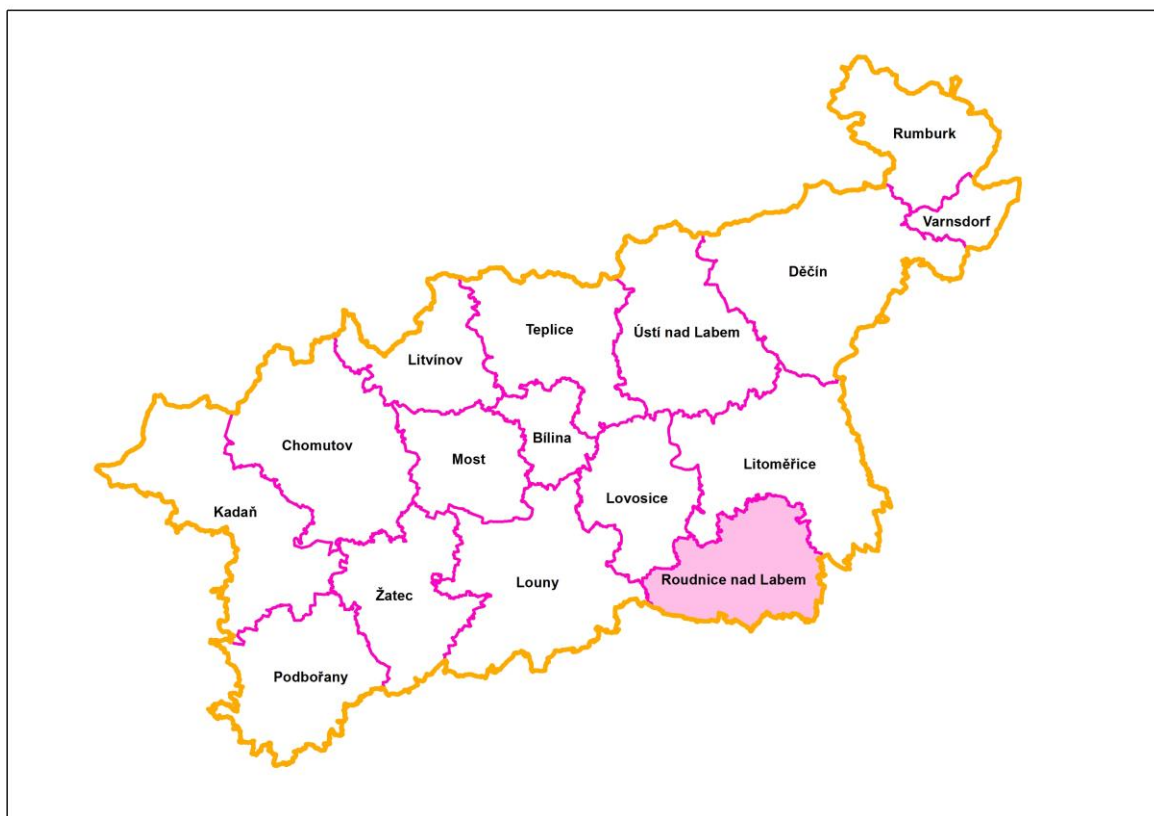 Rumburk
Varnsdorf
Děčín
Teplice
Ústí nad Labem
Litvínov
Bílina
Chomutov
Most
Litoměřice
Lovosice
Kadaň
Roudnice nad Labem
Louny
Žatec
Podbořany